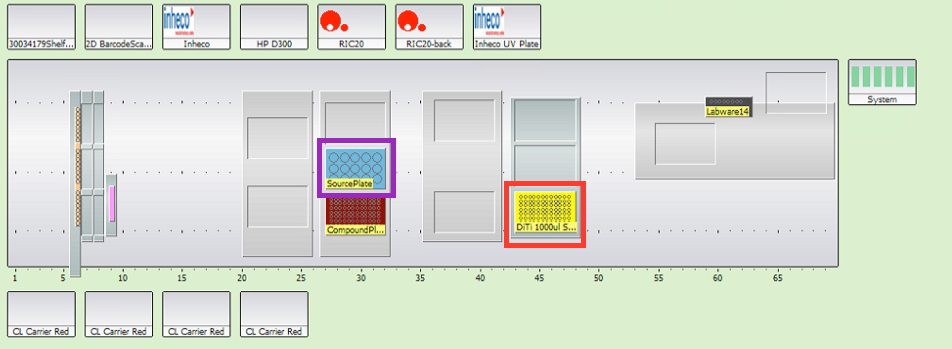 inheco
inheco
30034179Shelf...
2D BarcodeSca...
Inheco
HP D300
RIC20
RIC20-back
Inheco UV Plate
System
Labware14
SourcePlate
CompoundPl...
DiTi 1000ul S...
1 5 10 15 20 25 30 35 40 45 50 55 60 65
CL Carrier Red
CL Carrier Red
CL Carrier Red
CL Carrier Red